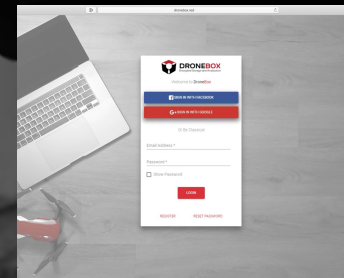 dronebox.net
DRONEBOX
Welcome to DroneBox
SIGN IN WITH FACEBOOK
G+ SIGN IN WITH GOOGLE
Or Be Classical
Email Address *
Password *
Show Password
LOGIN
REGISTER RESET PASSWORD